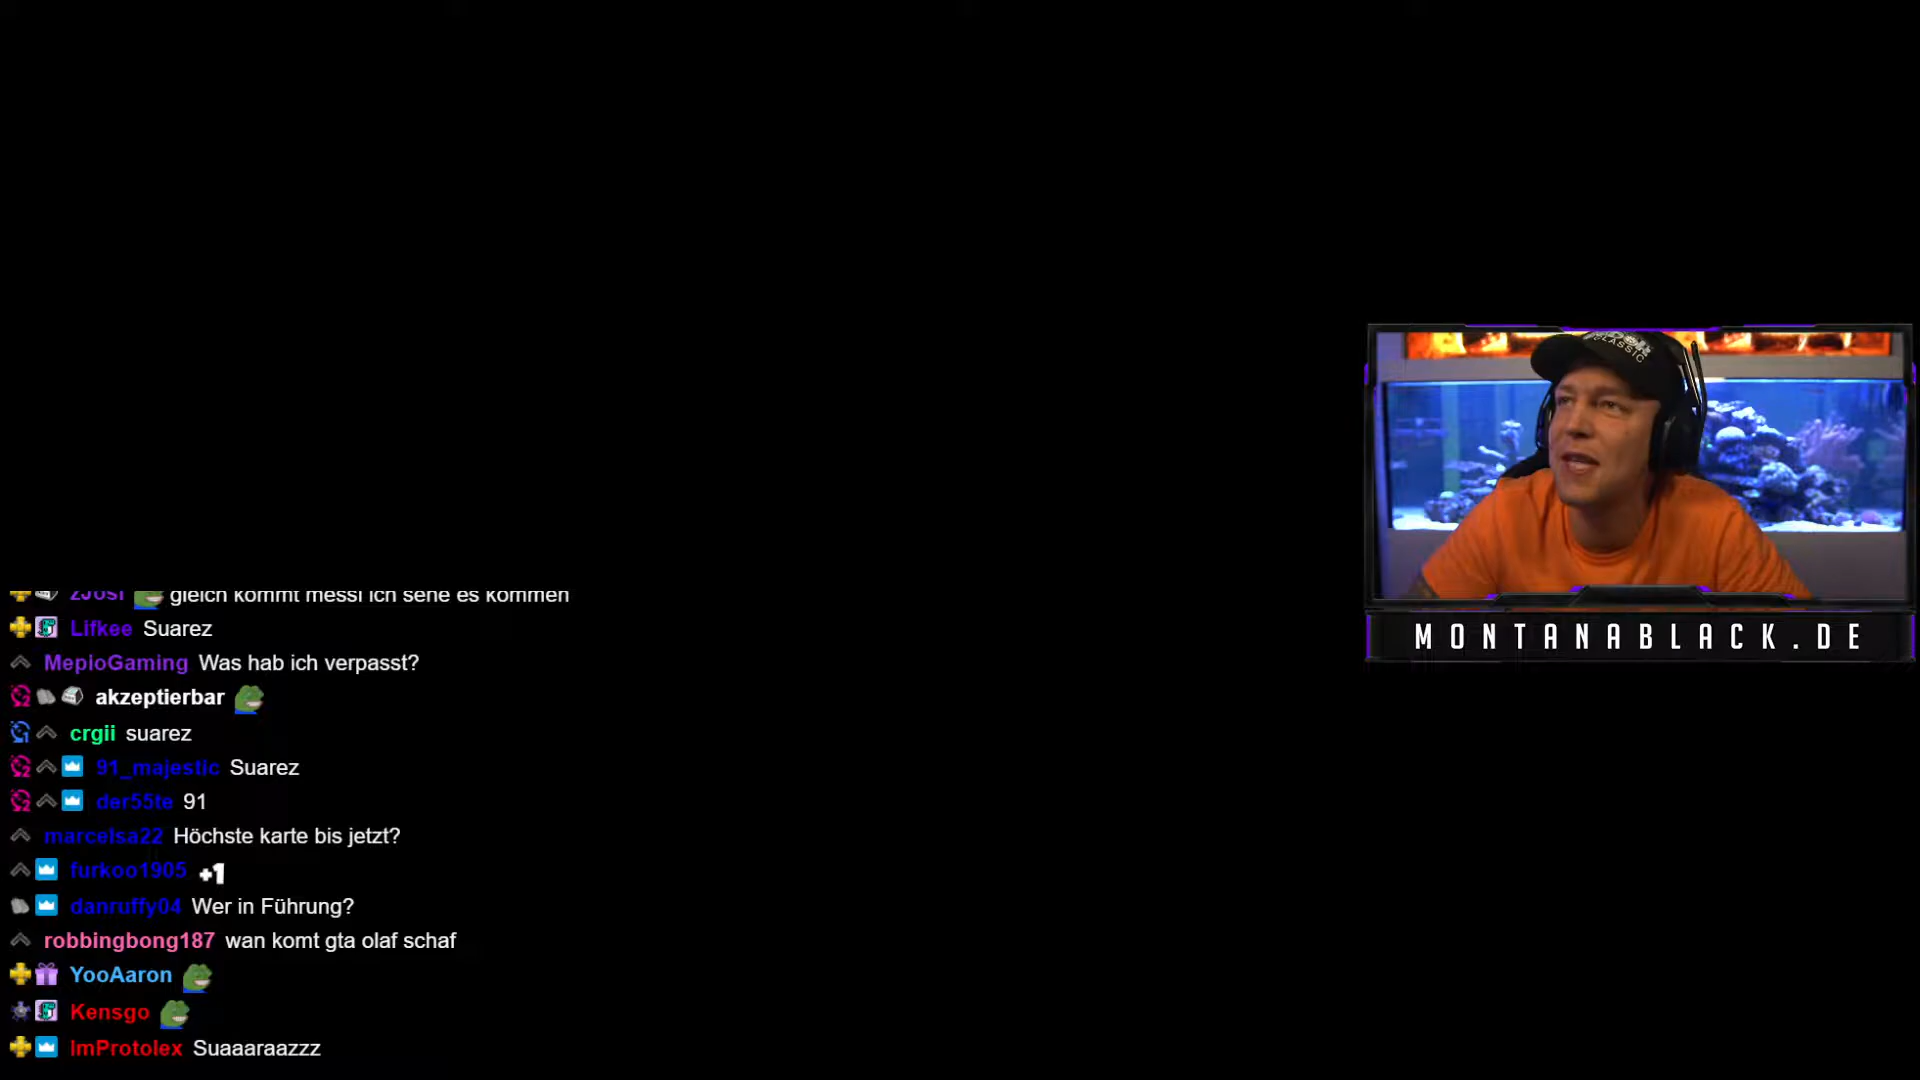 CLASSIC
zJosi gleich kommt messi ich sehe es kommen
Lifkee Suarez
MepioGaming Was hab ich verpasst?
MONTANABLACK.DE
akzeptierbar
crgii suarez
91_majestic Suarez
der55te 91
marcelsa22 Höchste karte bis jetzt?
furkoo1905 +1
danruffy04 Wer in Führung?
robbingbong187 wan komt gta olaf schaf
YooAaron
Kensgo
ImProtolex Suaaaraazzz